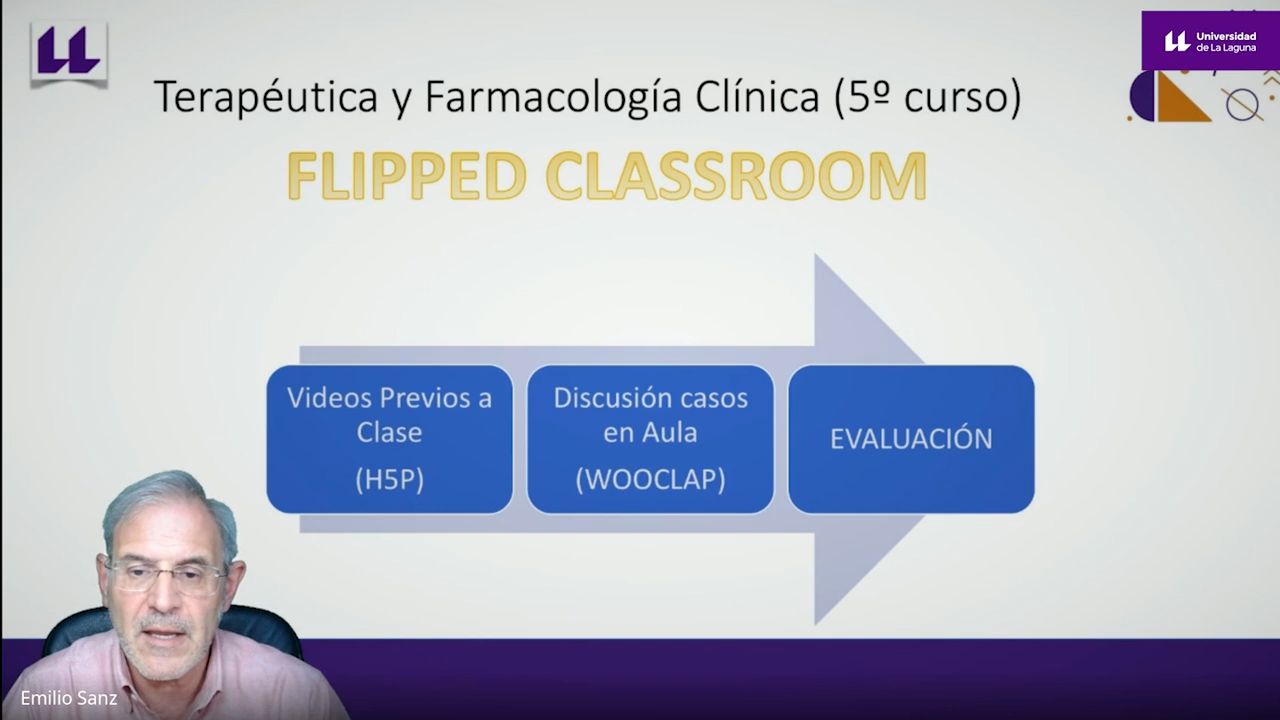 Universidad
de La Laguna
Terapéutica y Farmacología Clínica (5º curso)
FLIPPED CLASSROOM
Videos Previos a
Clase
(H5P)
Discusión casos
en Aula
(WOOCLAP)
EVALUACIÓN
Emilio Sanz